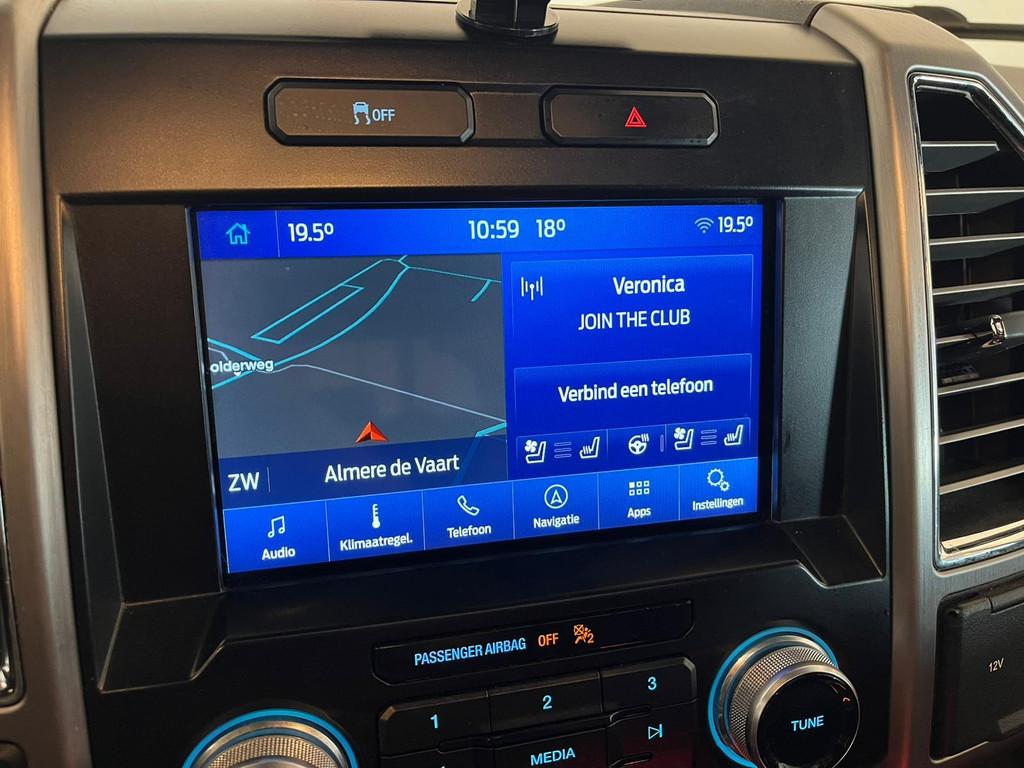 OFF
19.5º 10:59 18º 19.5º
Veronica
JOIN THE CLUB
olderweg
Verbind een telefoon
ZW Almere de Vaart
Audio Klimaatregel. Telefoon Navigatie Apps Instellingen
PASSENGER AIRBAG OFF 2
1 2 3
MEDIA
TUNE
12V